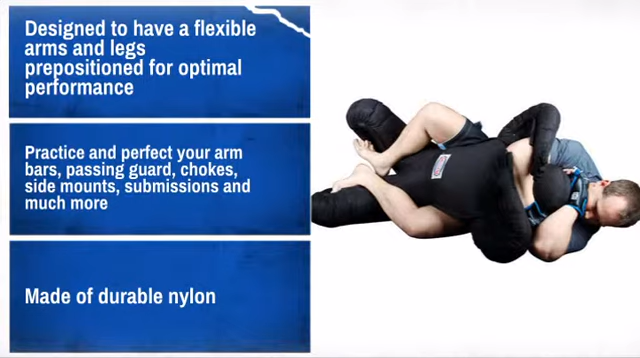 Designed to have a flexible
arms and legs
prepositioned for optimal
performance
Practice and perfect your arm
bars, passing guard, chokes,
side mounts, submissions and
much more
Made of durable nylon